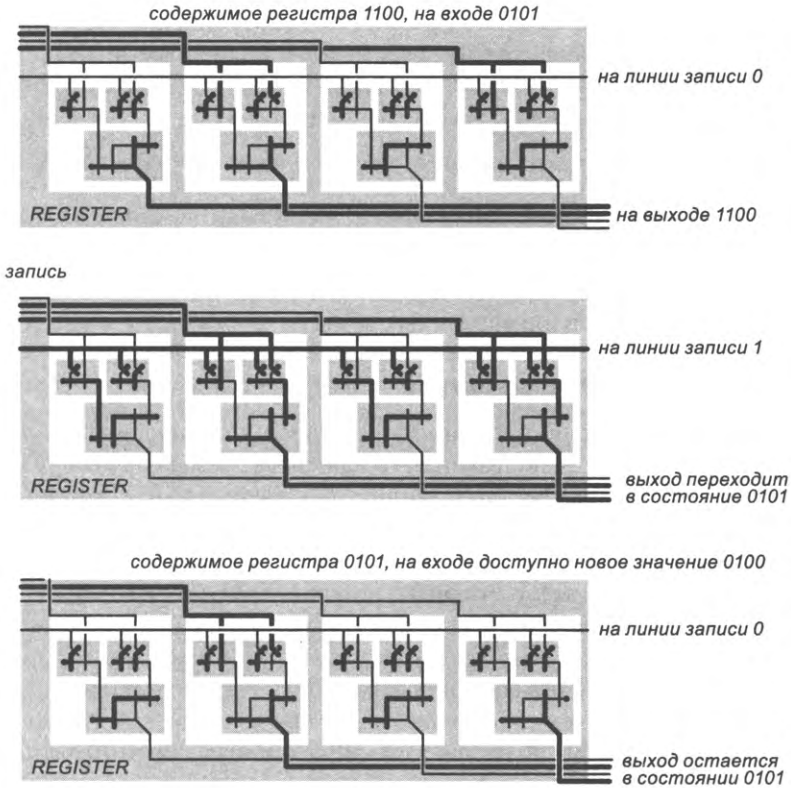 содержимое регистра 1100, на входе 0101
на линии записи 0
REGISTER
на выходе 1100
запись
на линии записи 1
REGISTER
выход переходит
в состояние 0101
содержимое регистра 0101, на входе доступно новое значение 0100
на линии записи 0
REGISTER
выход остается
в состоянии 0101